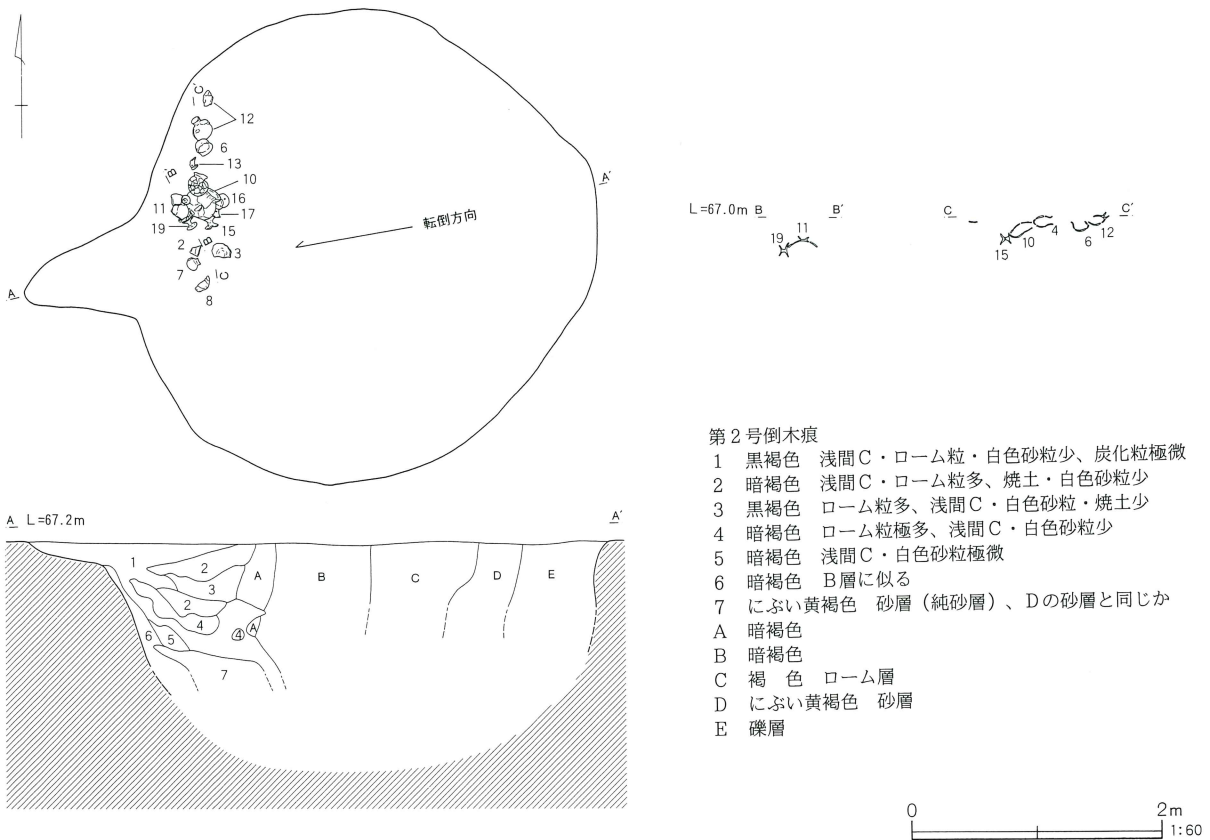 C'
12
6
13
B'
10
11
16
17
19
15
B
2
3
7
C
8
転倒方向
A
A'
L=67.0m B
B'
11
19
C
C'
4
12
10
6
15
A L=67.2m
A'
1
2
A
B
C
D
E
3
2
4
4
A
6
5
7
第2号倒木痕
1 黒褐色 浅間C・ローム粒・白色砂粒少、炭化粒極微
2 暗褐色 浅間C・ローム粒多、焼土・白色砂粒少
3 黒褐色 ローム粒多、浅間C・白色砂粒・焼土少
4 暗褐色 ローム粒極多、浅間C・白色砂粒少
5 暗褐色 浅間C・白色砂粒極微
6 暗褐色 B層に似る
7 にぶい黄褐色 砂層(純砂層)、Dの砂層と同じか
A 暗褐色
B 暗褐色
C 褐 色 ローム層
D にぶい黄褐色 砂層
E 礫層
0 2m
1:60